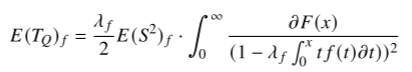 E(T_Q)_f = \frac{\lambda_f}{2} E(S^2)_f \cdot \int_0^\infty \frac{\partial F(x)}{(1 - \lambda_f \int_0^x t f(t) \partial t))^2}